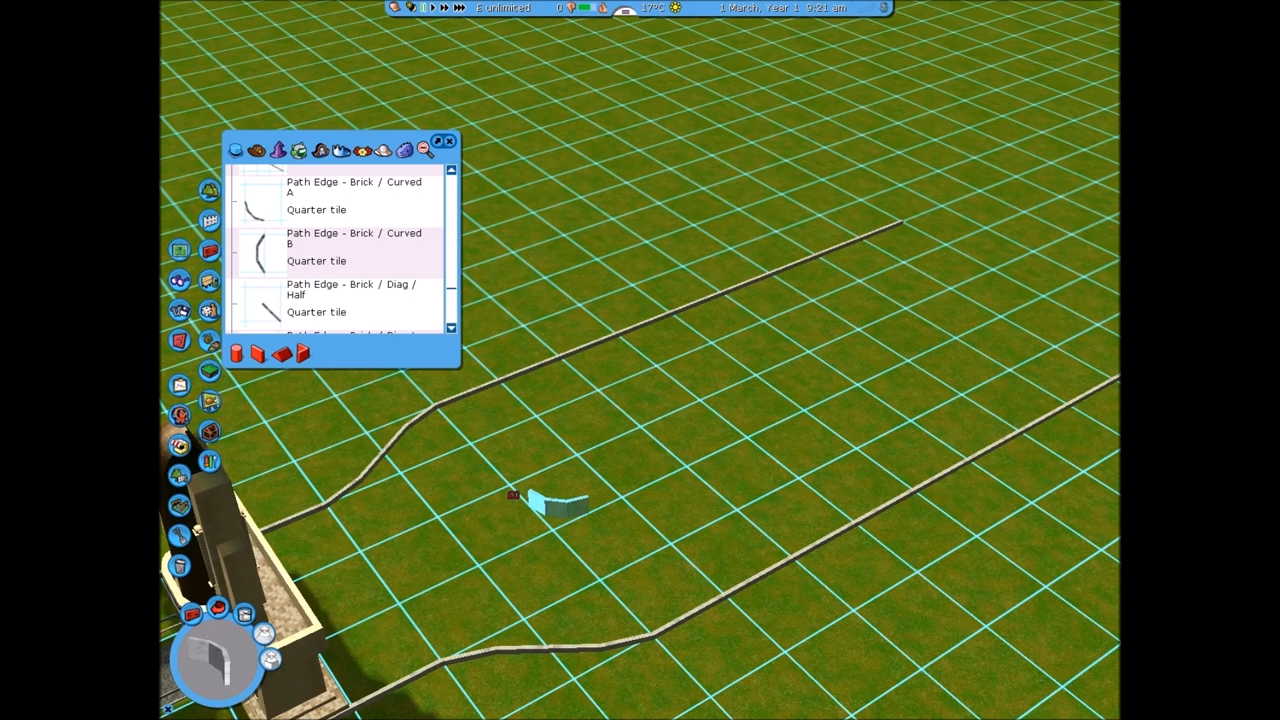 £ unlimited 0 17°C 1 March, Year 1 9:21 am
Path Edge - Brick / Curved
A
Quarter tile
Path Edge - Brick / Curved
B
Quarter tile
Path Edge - Brick / Diag /
Half
Quarter tile